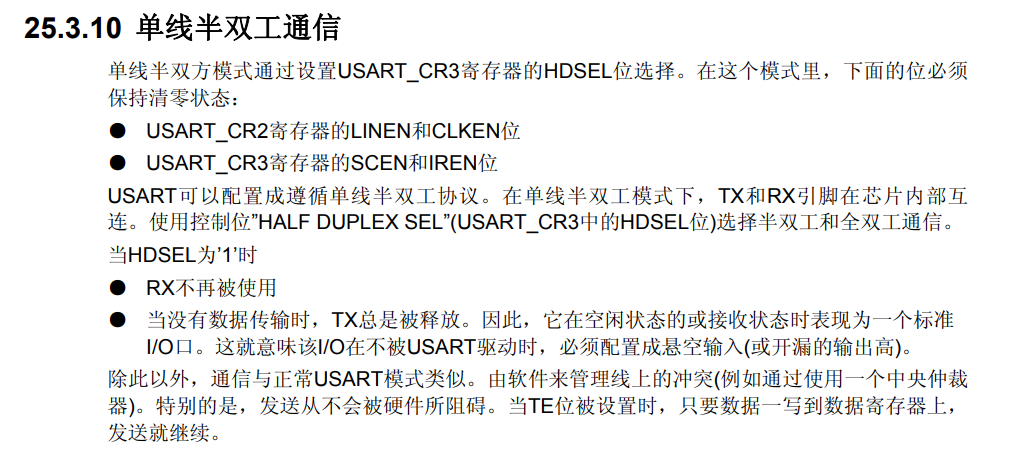 25.3.10 单线半双工通信
单线半双方模式通过设置USART_CR3寄存器的HDSEL位选择。在这个模式里，下面的位必须
保持清零状态：
● USART_CR2寄存器的LINEN和CLKEN位
● USART_CR3寄存器的SCEN和IREN位
USART可以配置成遵循单线半双工协议。在单线半双工模式下，TX和RX引脚在芯片内部互
连。使用控制位”HALF DUPLEX SEL”(USART_CR3中的HDSEL位)选择半双工和全双工通信。
当HDSEL为’1’时
● RX不再被使用
● 当没有数据传输时，TX总是被释放。因此，它在空闲状态的或接收状态时表现为一个标准
I/O口。这就意味该I/O在不被USART驱动时，必须配置成悬空输入(或开漏的输出高)。
除此以外，通信与正常USART模式类似。由软件来管理线上的冲突(例如通过使用一个中央仲裁
器)。特别的是，发送从不会被硬件所阻碍。当TE位被设置时，只要数据一写到数据寄存器上，
发送就继续。